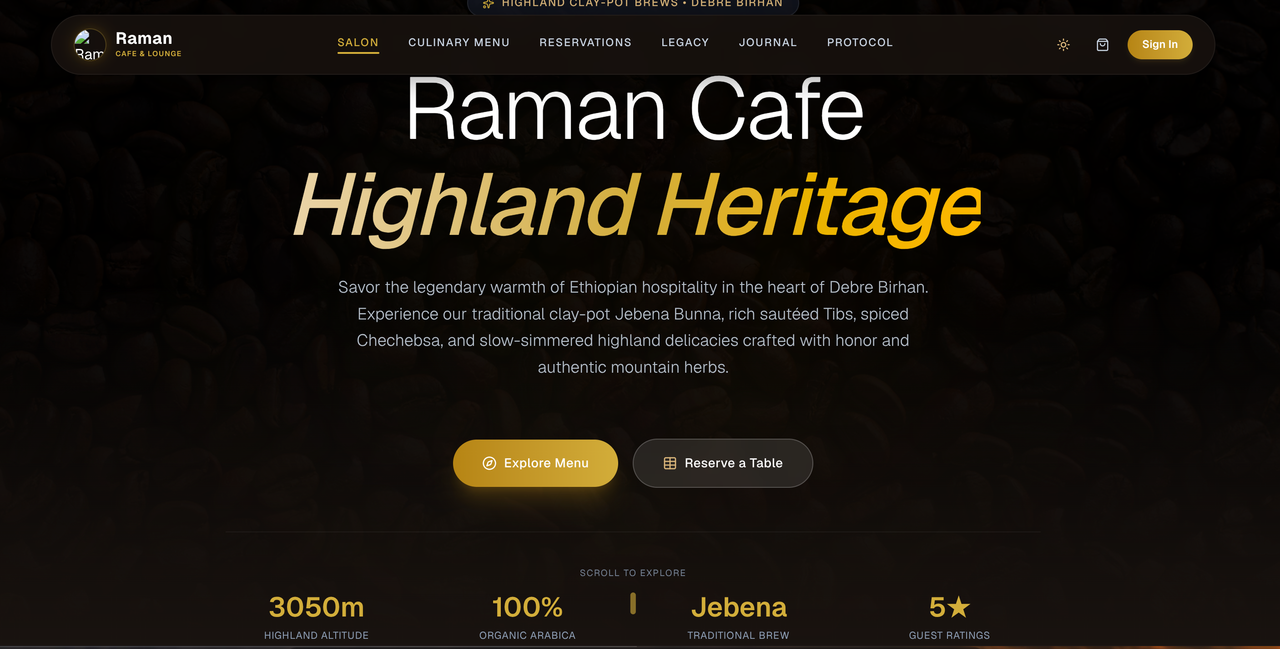 HIGHLAND CLAY-POT BREWS • DEBRE BIRHAN
Ram
Raman
CAFE & LOUNGE
SALON
CULINARY MENU
RESERVATIONS
LEGACY
JOURNAL
PROTOCOL
Sign In
Raman Cafe
Highland Heritage
Savor the legendary warmth of Ethiopian hospitality in the heart of Debre Birhan.
Experience our traditional clay-pot Jebena Bunna, rich sautéed Tibs, spiced
Chechebsa, and slow-simmered highland delicacies crafted with honor and
authentic mountain herbs.
Explore Menu
Reserve a Table
SCROLL TO EXPLORE
3050m
HIGHLAND ALTITUDE
100%
ORGANIC ARABICA
Jebena
TRADITIONAL BREW
5★
GUEST RATINGS